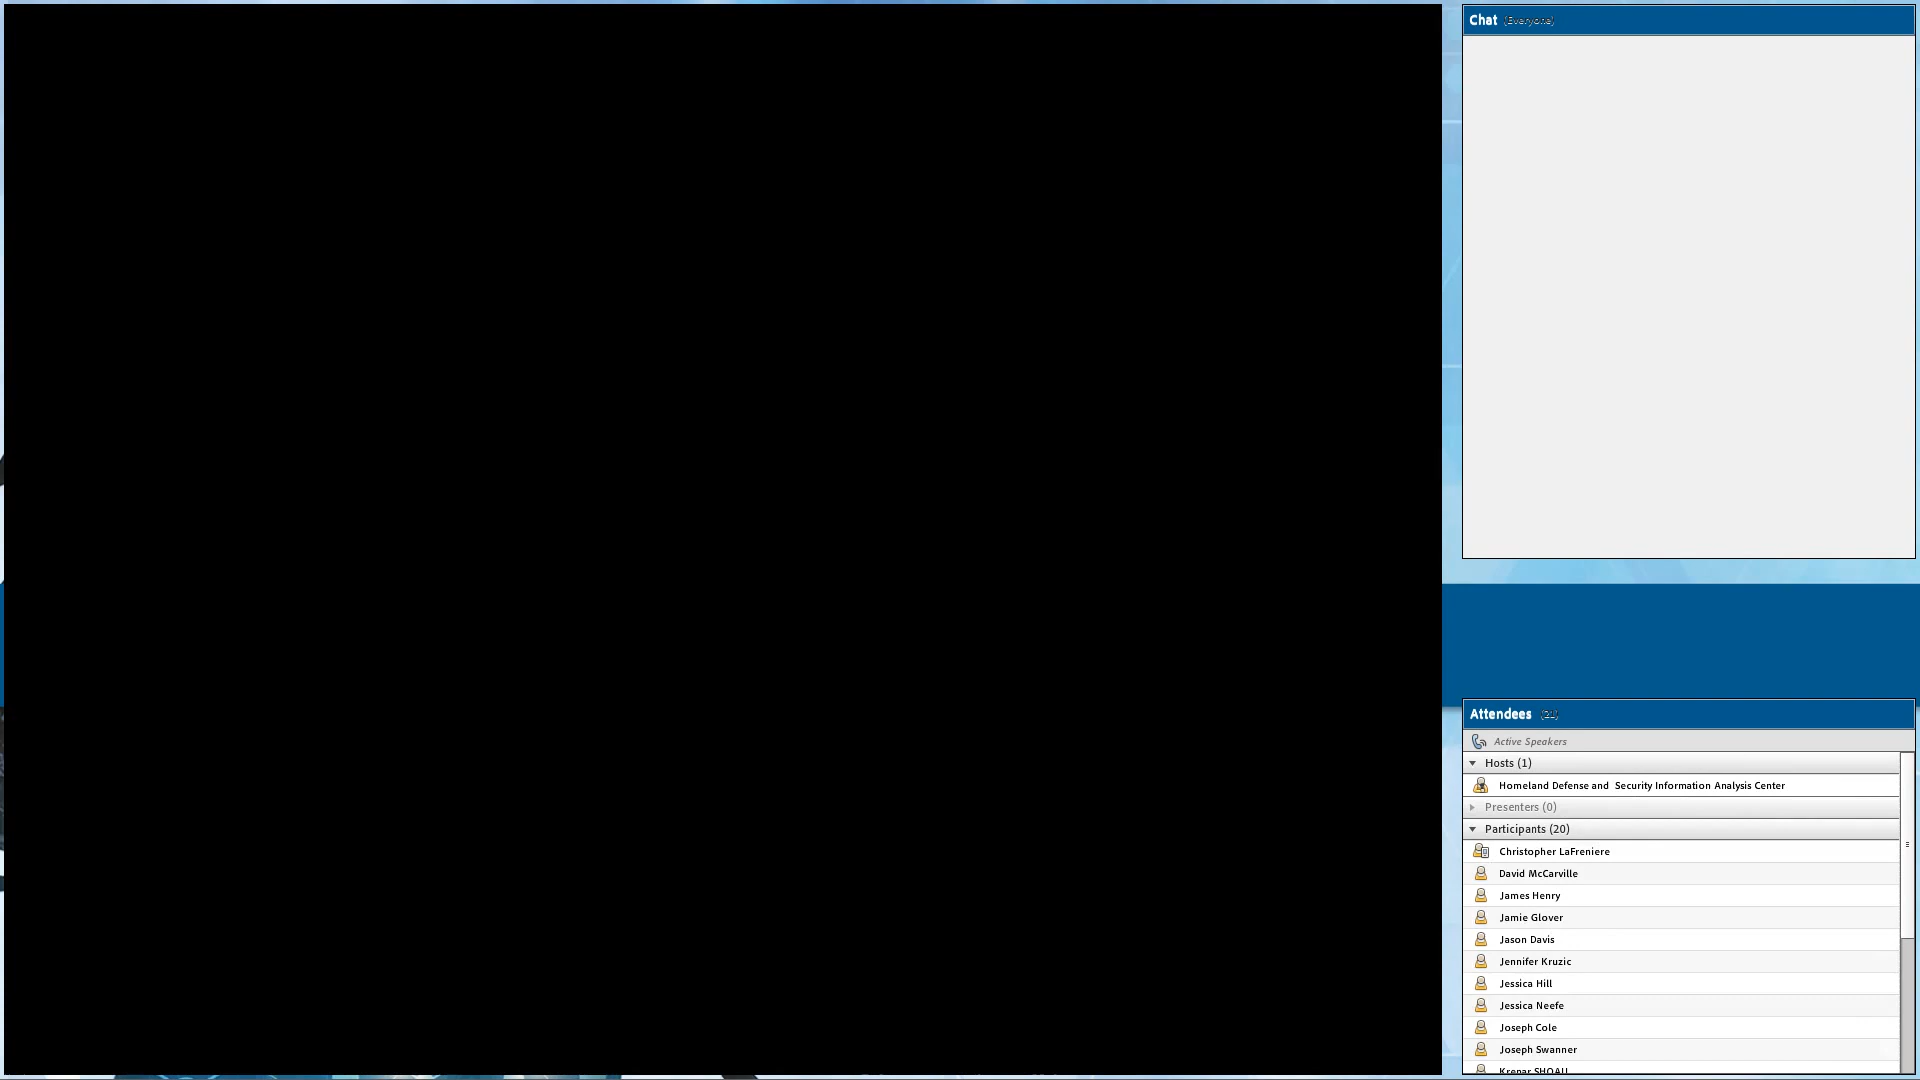 Chat (Everyone)
Attendees (21)
Active Speakers
Hosts (1)
Homeland Defense and  Security Information Analysis Center
Presenters (0)
Participants (20)
Christopher LaFreniere
David McCarville
James Henry
Jamie Glover
Jason Davis
Jennifer Kruzic
Jessica Hill
Jessica Neefe
Joseph Cole
Joseph Swanner